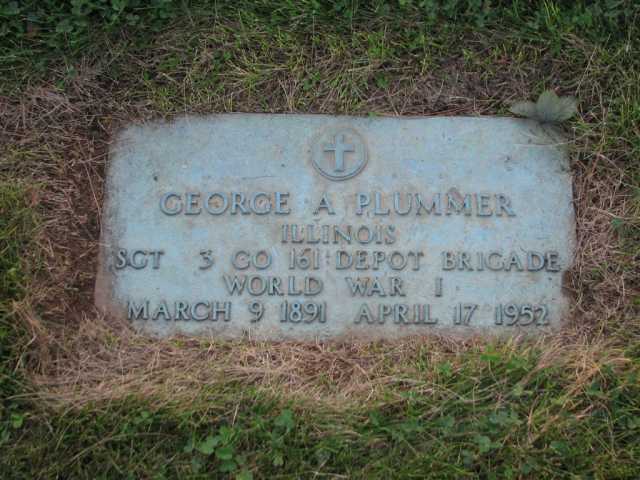 GEORGE A PLUMMER
ILLINOIS
SGT 3 CO 161 DEPOT BRIGADE
WORLD WAR I
MARCH 9 1891 APRIL 17 1952